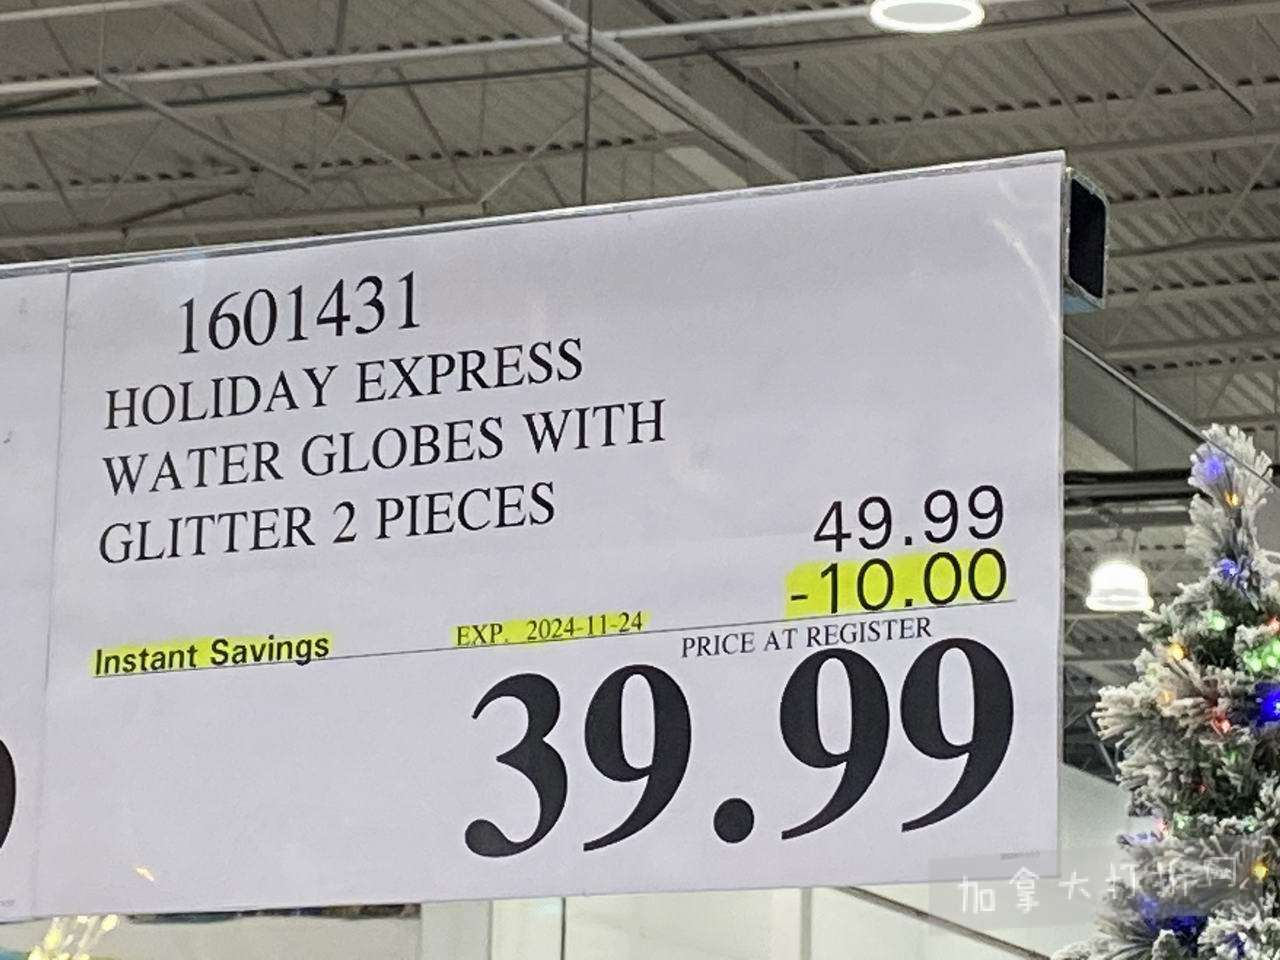 1601431
HOLIDAY EXPRESS
WATER GLOBES WITH
GLITTER 2 PIECES
49.99
-10.00
Instant Savings
EXP. 2024-11-24
PRICE AT REGISTER
39.99
加拿大打折网